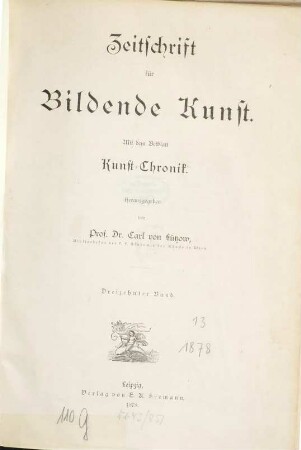 Zeitschrift
für
Bildende Kunst.
Mit dem Beiblatt
Kunst-Chronik.
Herausgegeben
von
Prof. Dr. Carl von Lützow,
Dreizehnter Band.
13
1878
Leipzig,
Verlag von E. A. Seemann
1878.
110 g